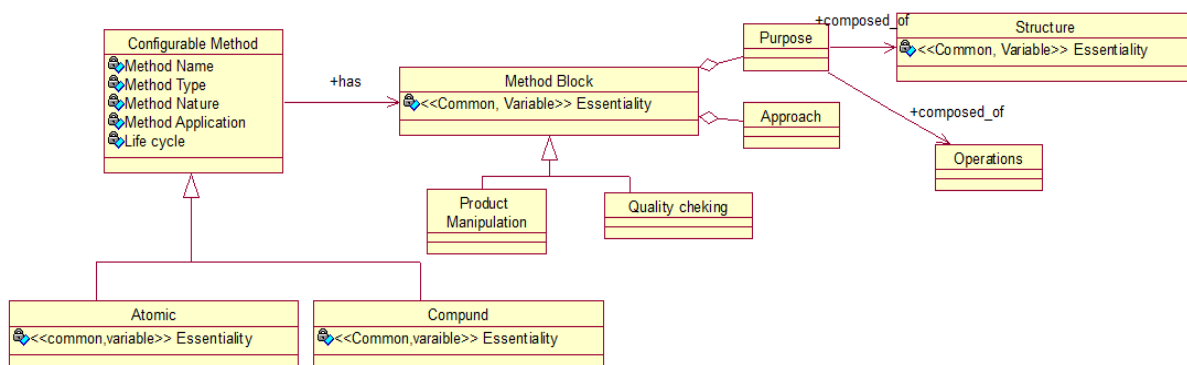 Configurable Method
Method Name
Method Type
Method Nature
Method Application
Life cycle
+has
Method Block
<<Common, Variable>> Essentiality
Purpose
+composed_of
Structure
<<Common, Variable>> Essentiality
Approach
+composed_of
Operations
Product
Manipulation
Quality cheking
Atomic
<<common,variable>> Essentiality
Compund
<<Common,varaible>> Essentiality